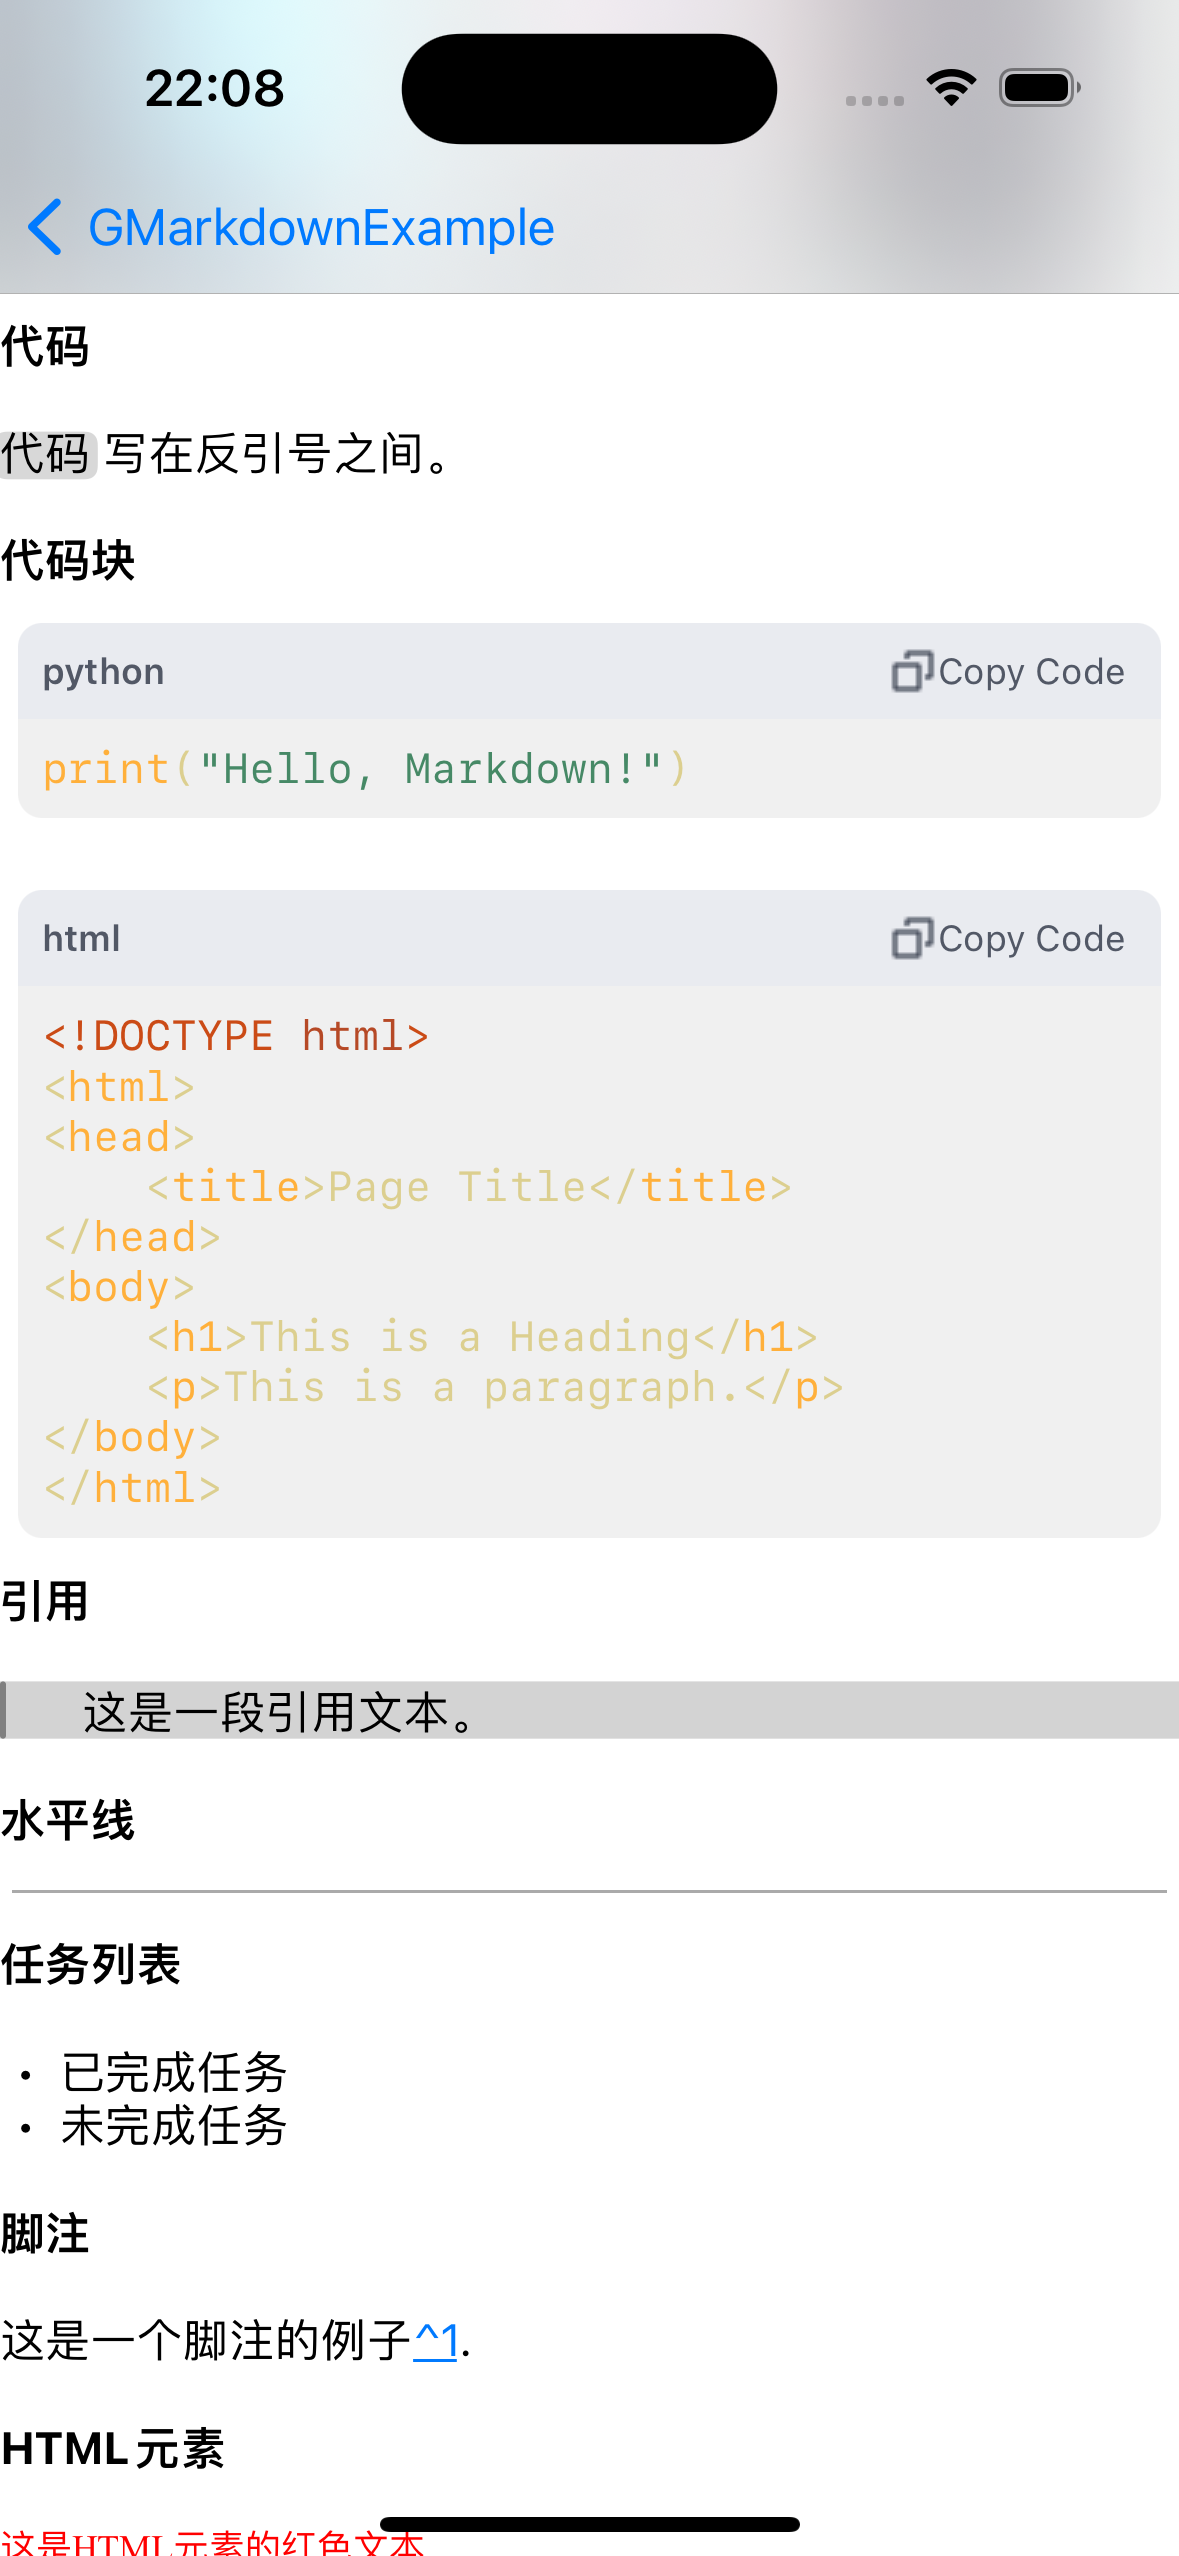 22:08
GMarkdownExample
代码
代码 写在反引号之间。
代码块
python Copy Code
print("Hello, Markdown!")
html Copy Code
<!DOCTYPE html>
<html>
<head>
    <title>Page Title</title>
</head>
<body>
    <h1>This is a Heading</h1>
    <p>This is a paragraph.</p>
</body>
</html>
引用
这是一段引用文本。
水平线
任务列表
• 已完成任务
• 未完成任务
脚注
这是一个脚注的例子^1.
HTML元素
这是HTML元素的红色文本